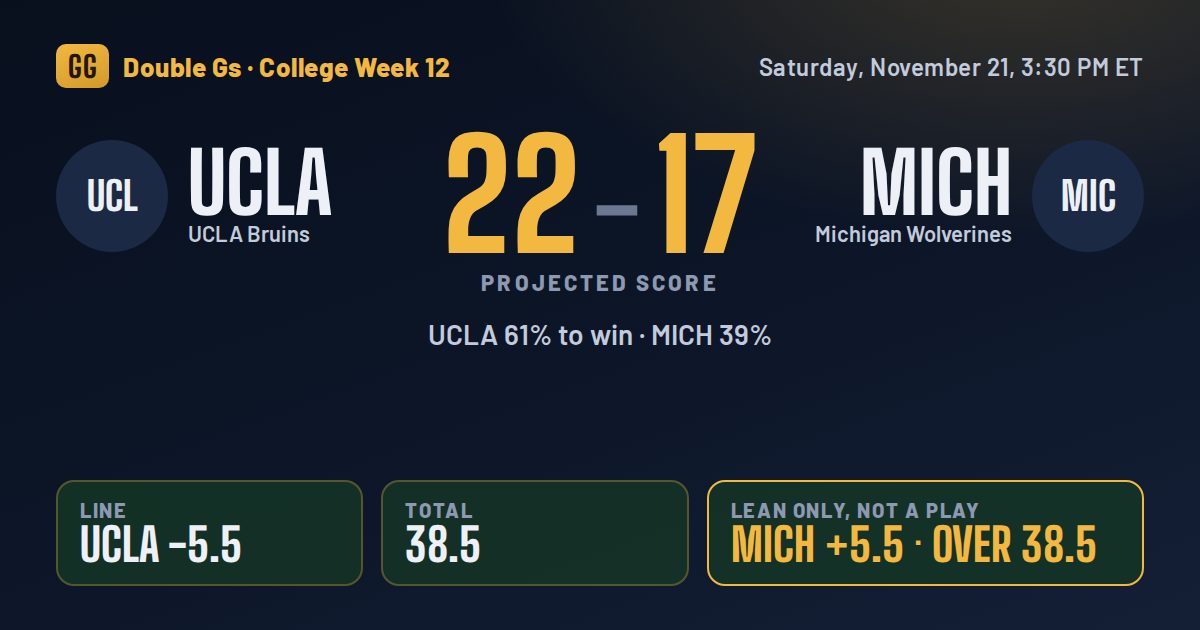 GG Double Gs · College Week 12
Saturday, November 21, 3:30 PM ET
UCL
UCLA
UCLA Bruins
22 – 17
PROJECTED SCORE
UCLA 61% to win · MICH 39%
MICH
Michigan Wolverines
MIC
LINE
UCLA −5.5
TOTAL
38.5
LEAN ONLY, NOT A PLAY
MICH +5.5 · OVER 38.5